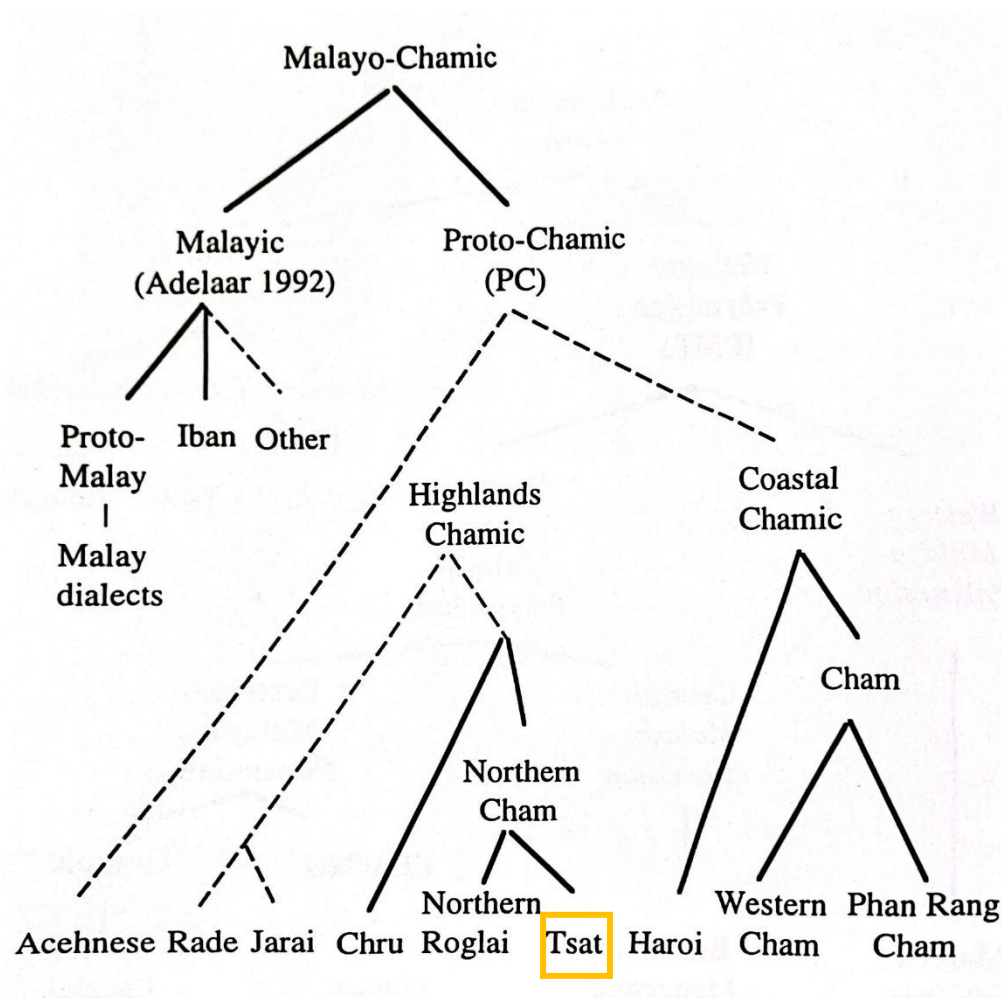 Malayo-Chamic
Malayic
(Adelaar 1992)
Proto-Chamic
(PC)
Proto-
Malay
Malay
dialects
Iban
Other
Highlands
Chamic
Coastal
Chamic
Cham
Northern
Cham
Acehnese
Rade
Jarai
Chru
Northern
Roglai
Tsat
Haroi
Western
Cham
Phan Rang
Cham